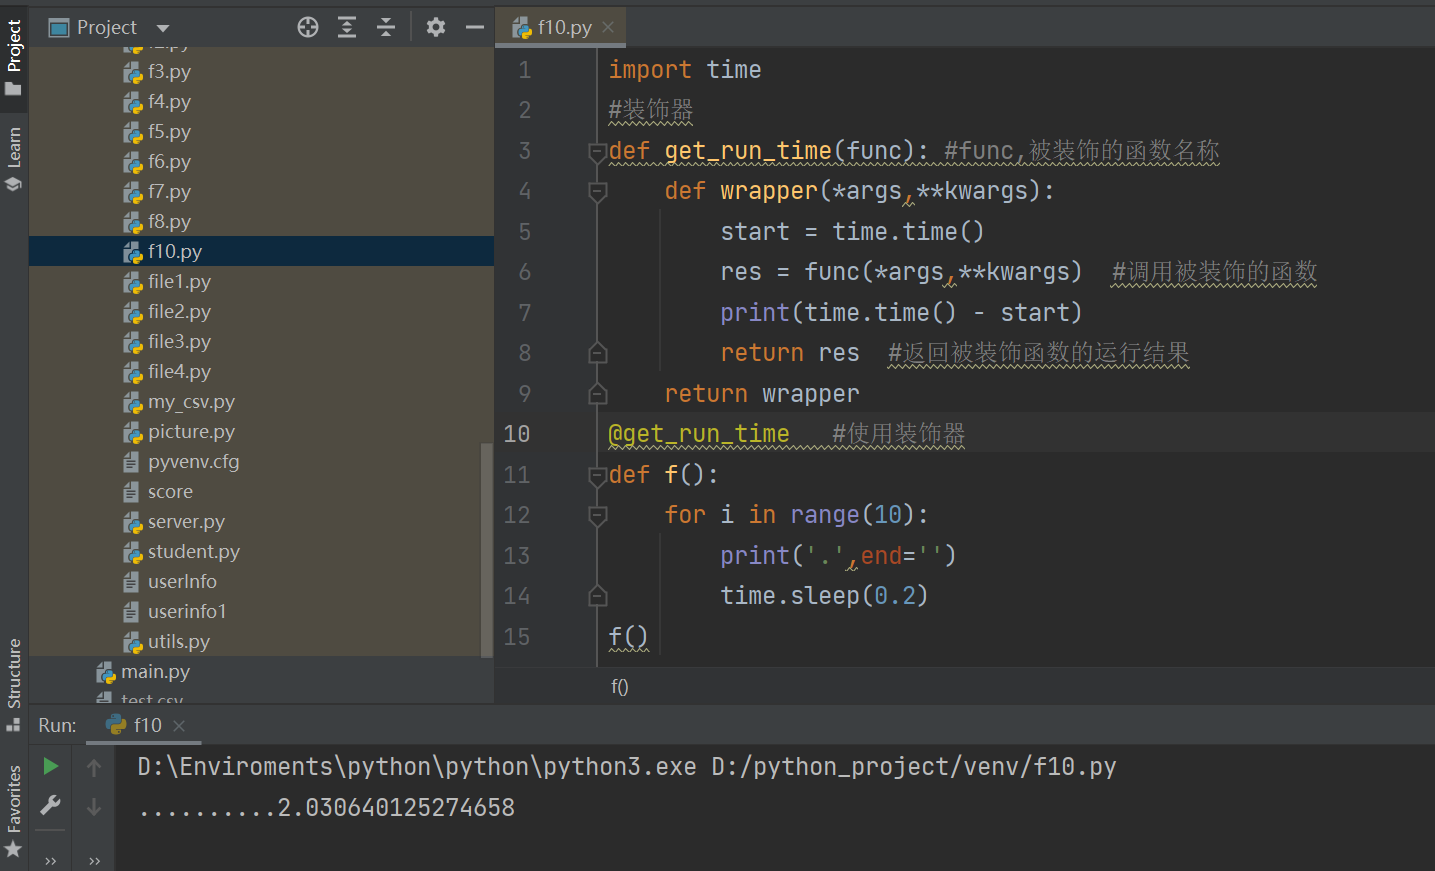 Project
Project
Learn
Structure
Favorites
f3.py
f4.py
f5.py
f6.py
f7.py
f8.py
f10.py
file1.py
file2.py
file3.py
file4.py
my_csv.py
picture.py
pyvenv.cfg
score
server.py
student.py
userInfo
userinfo1
utils.py
main.py
test.csv
f10.py
1 import time
2 #装饰器
3 def get_run_time(func): #func,被装饰的函数名称
4 def wrapper(*args,**kwargs):
5 start = time.time()
6 res = func(*args,**kwargs) #调用被装饰的函数
7 print(time.time() - start)
8 return res #返回被装饰函数的运行结果
9 return wrapper
10 @get_run_time #使用装饰器
11 def f():
12 for i in range(10):
13 print('.',end='')
14 time.sleep(0.2)
15 f()
f()
Run: f10
D:\Enviroments\python\python\python3.exe D:/python_project/venv/f10.py
..........2.030640125274658